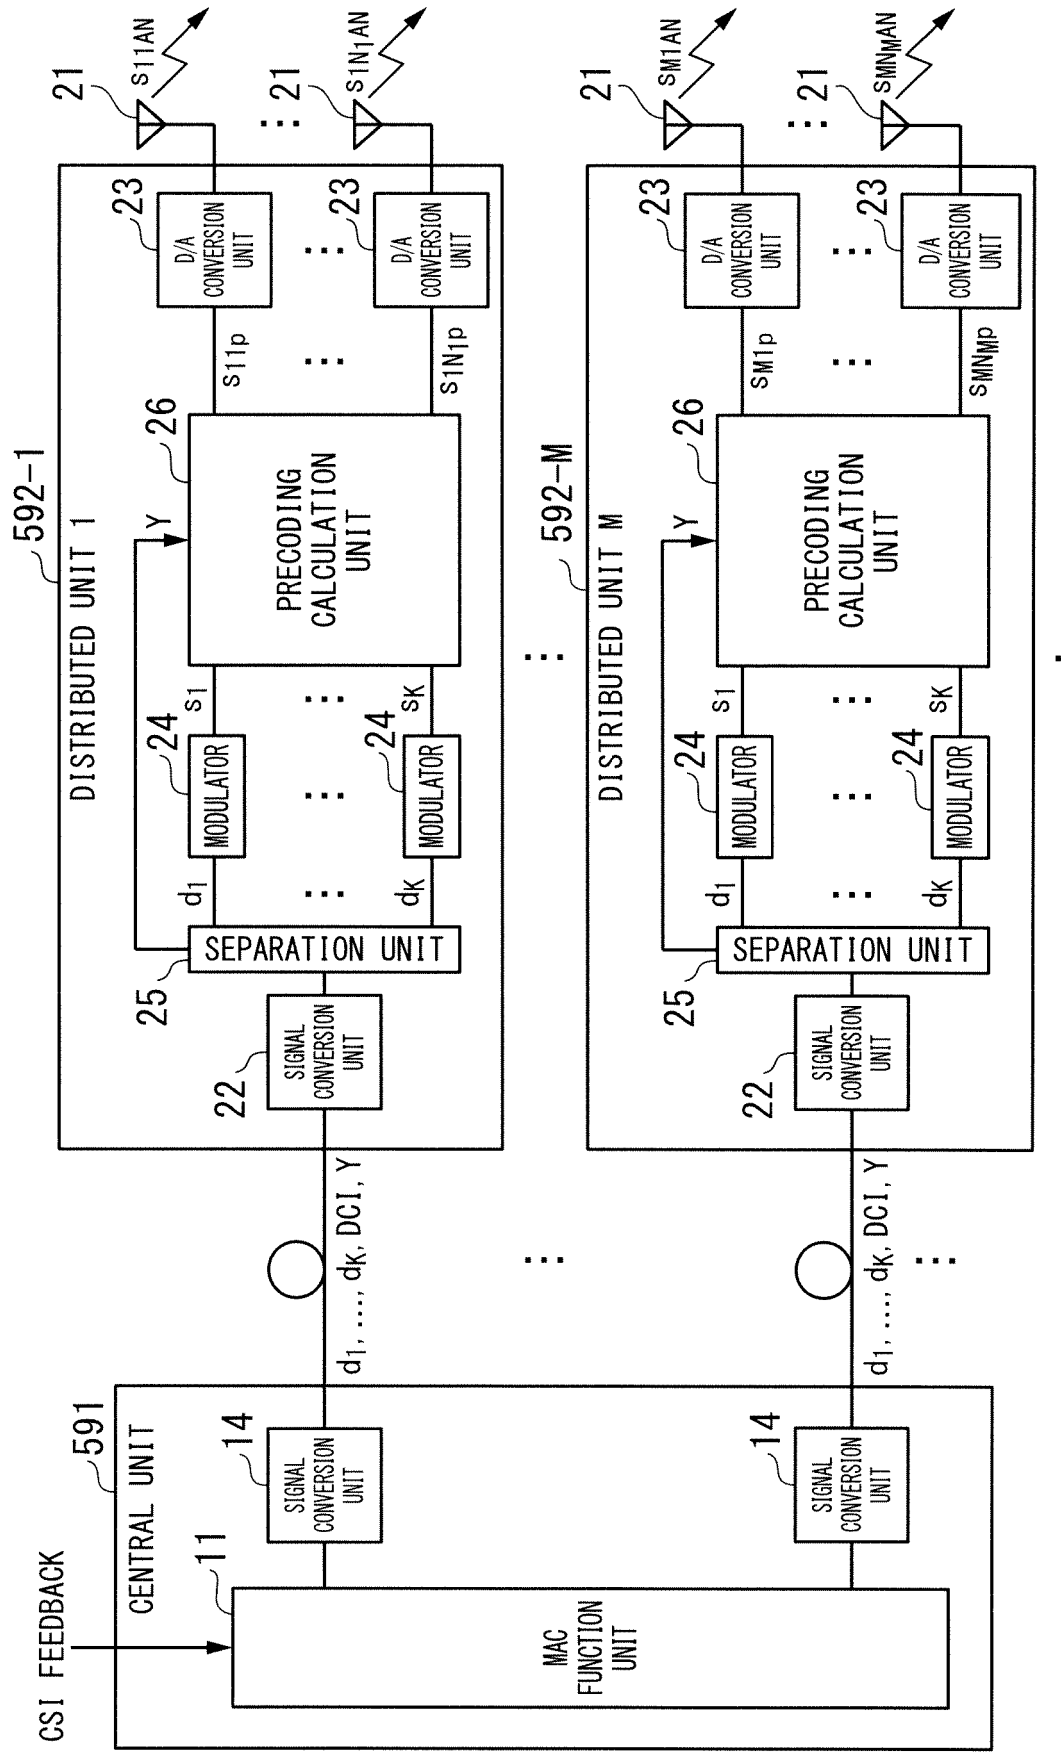 CSI FEEDBACK
591
CENTRAL UNIT
11
MAC
FUNCTION
UNIT
14
SIGNAL
CONVERSION
UNIT
14
SIGNAL
CONVERSION
UNIT
d1, ..., dK, DCI, Y
...
d1, ..., dK, DCI, Y
...
592-1
DISTRIBUTED UNIT 1
22
SIGNAL
CONVERSION
UNIT
25
SEPARATION UNIT
Y
d1
...
dK
24
MODULATOR
...
24
MODULATOR
s1
...
sK
26
PRECODING
CALCULATION
UNIT
s11p
...
s1N1p
23
D/A
CONVERSION
UNIT
...
23
D/A
CONVERSION
UNIT
21
s11AN
...
21
s1N1AN
...
592-M
DISTRIBUTED UNIT M
22
SIGNAL
CONVERSION
UNIT
25
SEPARATION UNIT
Y
d1
...
dK
24
MODULATOR
...
24
MODULATOR
s1
...
sK
26
PRECODING
CALCULATION
UNIT
sM1p
...
sMNMp
23
D/A
CONVERSION
UNIT
...
23
D/A
CONVERSION
UNIT
21
sM1AN
...
21
sMNMAN